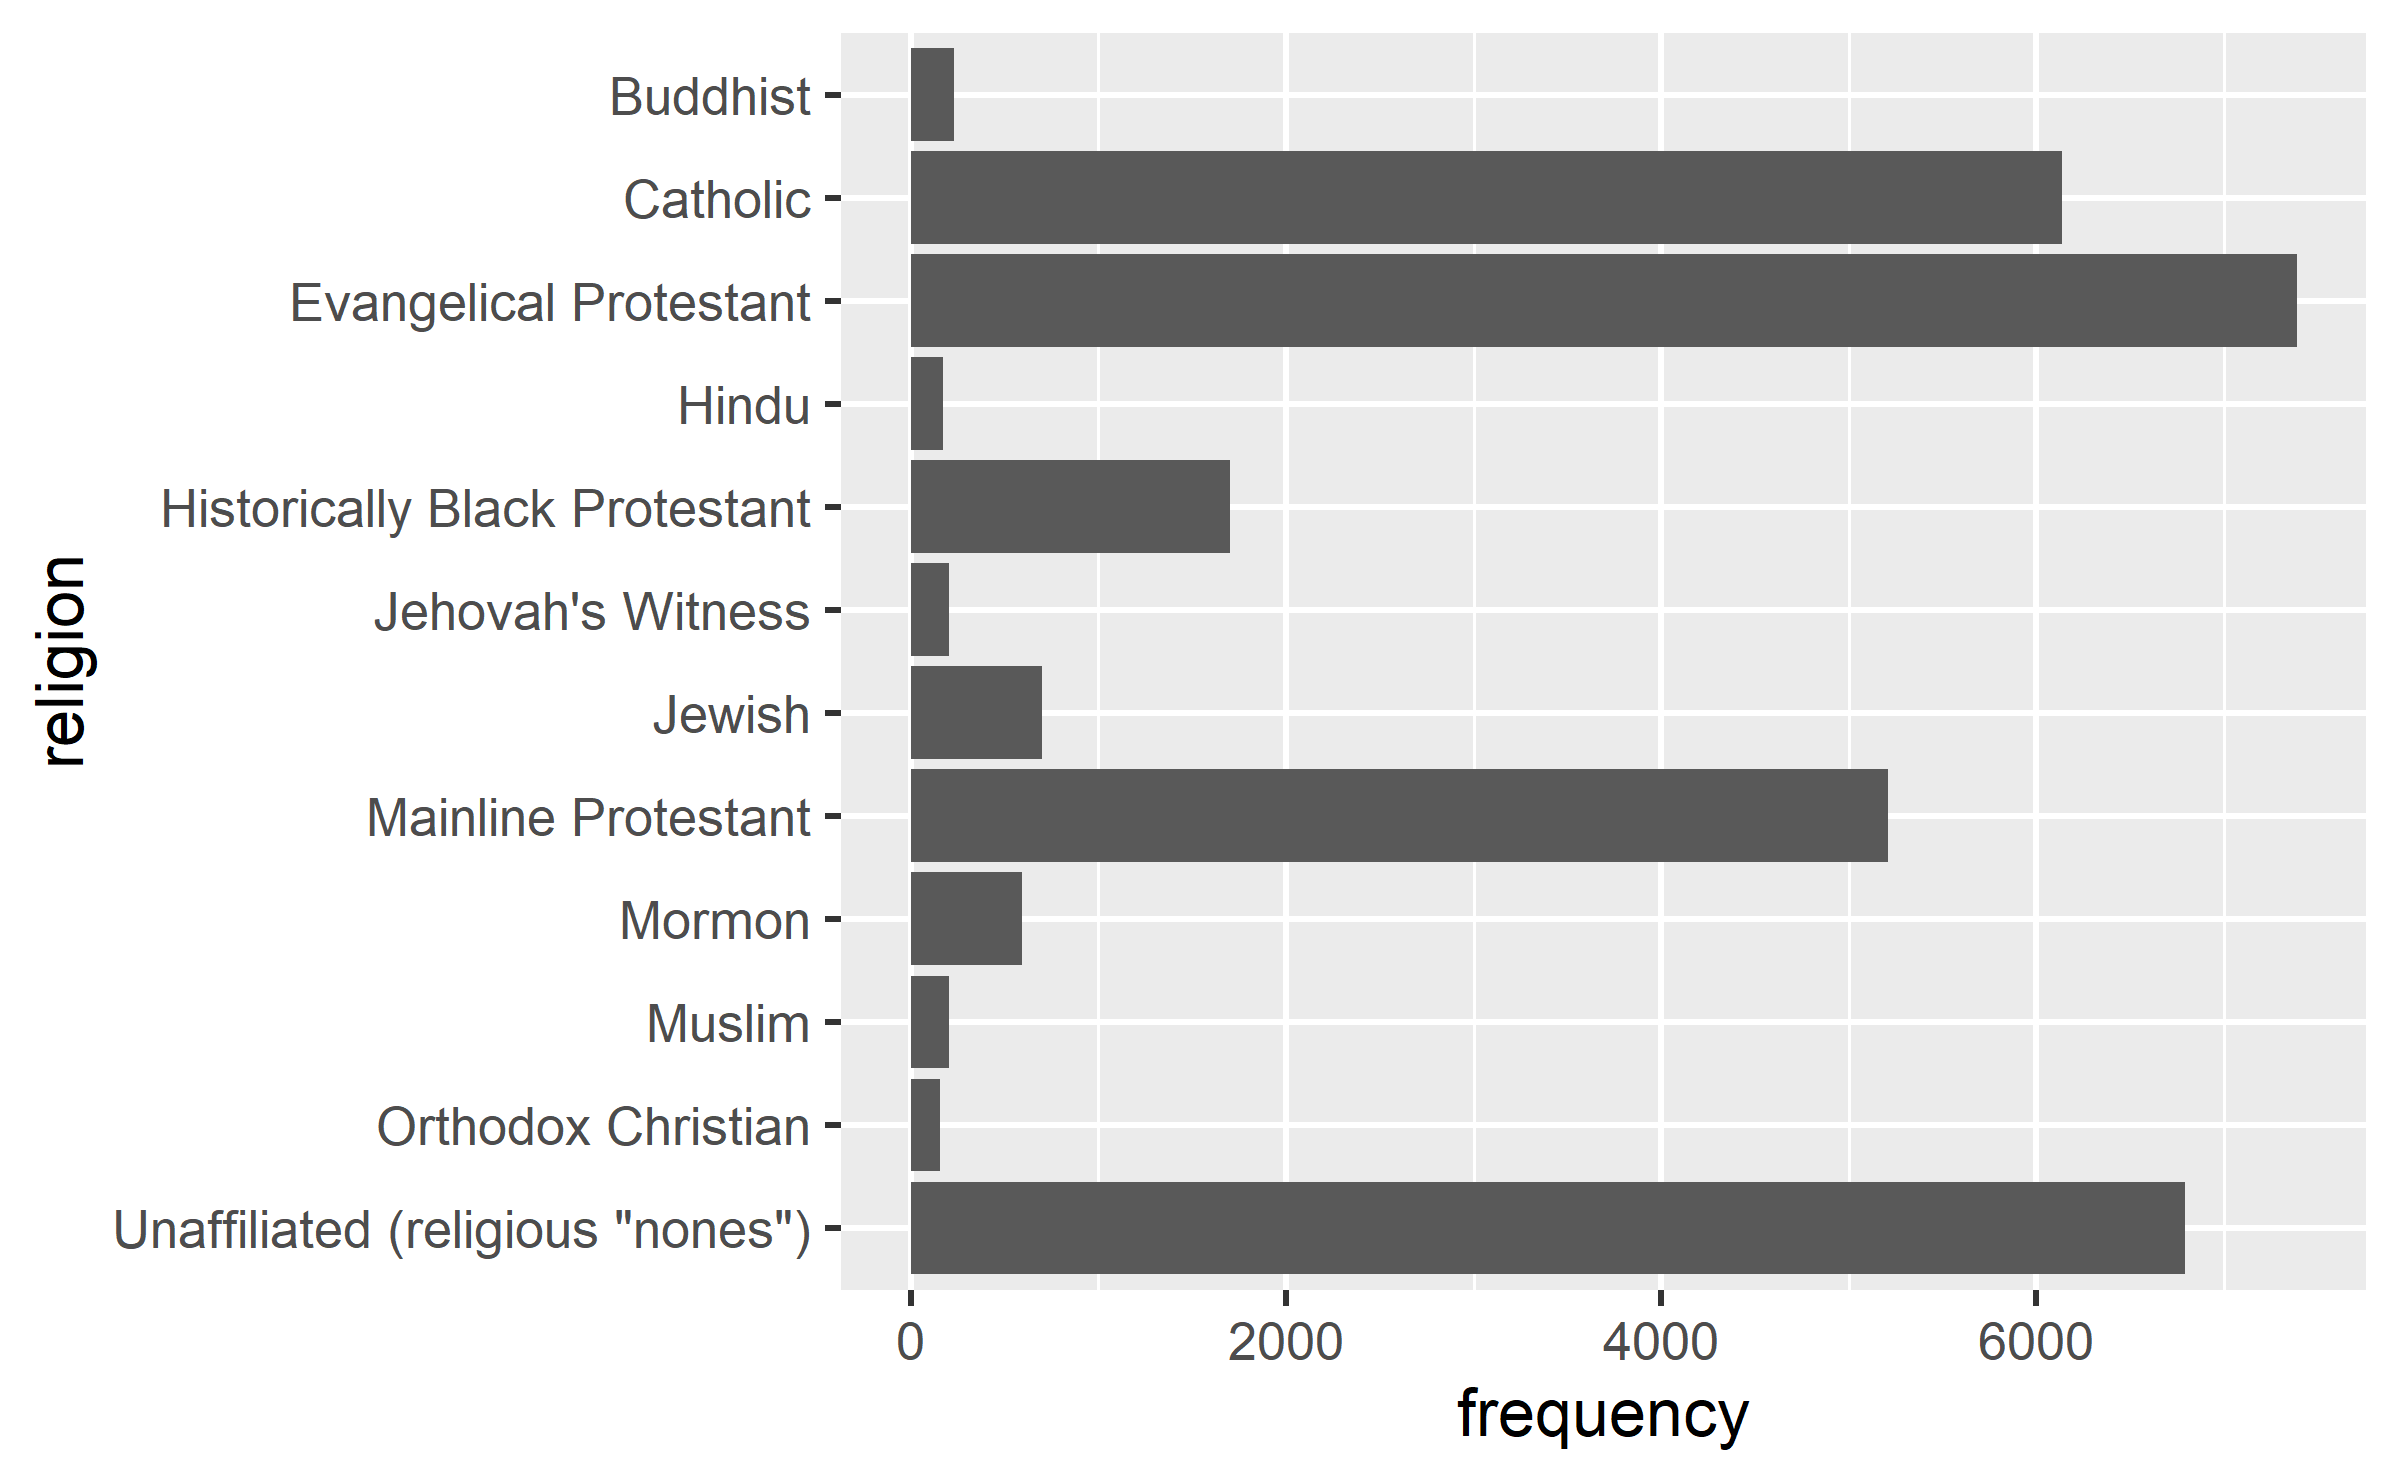 Buddhist
Catholic
Evangelical Protestant
Hindu
Historically Black Protestant
Jehovah's Witness
Jewish
Mainline Protestant
Mormon
Muslim
Orthodox Christian
Unaffiliated (religious "nones")
religion
0 2000 4000 6000
frequency